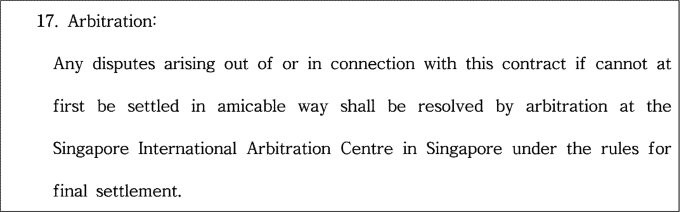 17. Arbitration:
Any disputes arising out of or in connection with this contract if cannot at
first be settled in amicable way shall be resolved by arbitration at the
Singapore International Arbitration Centre in Singapore under the rules for
final settlement.